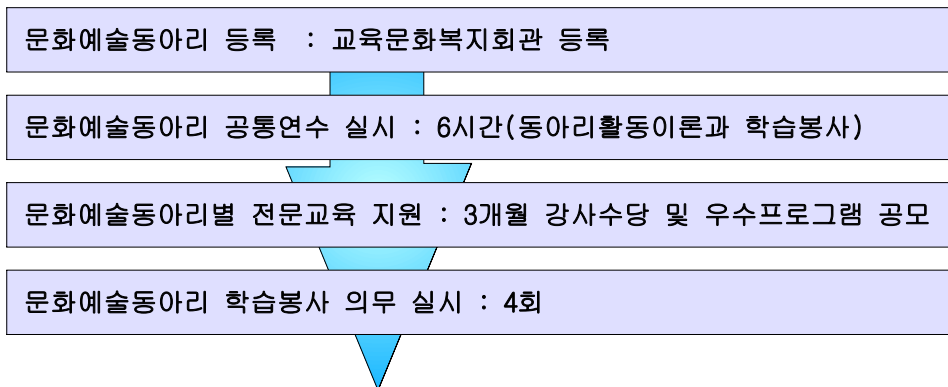 문화예술동아리 등록 : 교육문화복지회관 등록
문화예술동아리 공통연수 실시 : 6시간(동아리활동이론과 학습봉사)
문화예술동아리별 전문교육 지원 : 3개월 강사수당 및 우수프로그램 공모
문화예술동아리 학습봉사 의무 실시 : 4회